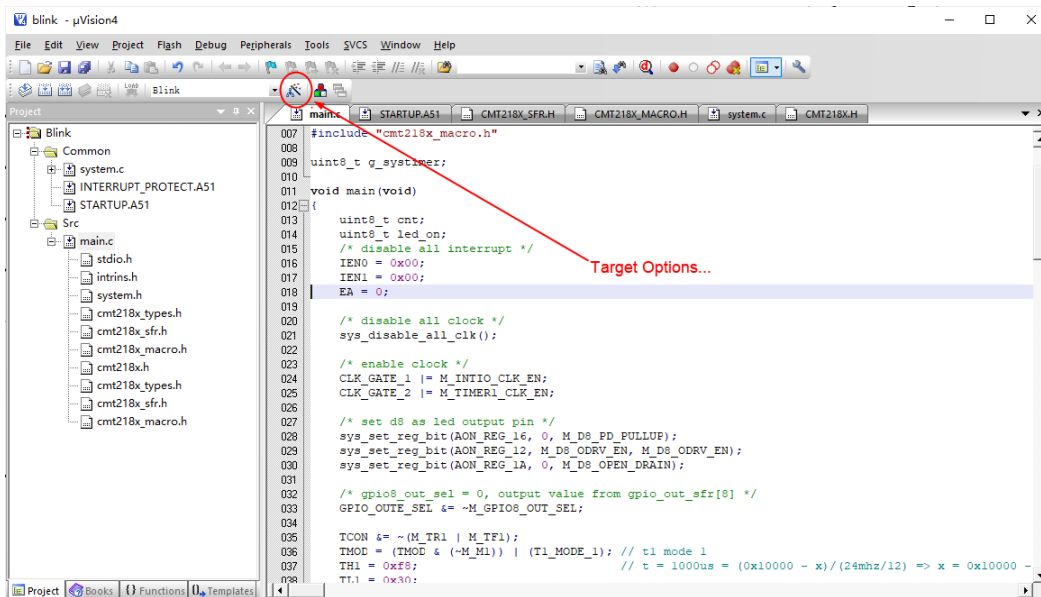 blink - µVision4
File Edit View Project Flash Debug Peripherals Tools SVCS Window Help
LOAD Blink
Project
main.c STARTUP.A51 CMT218X_SFR.H CMT218X_MACRO.H system.c CMT218X.H
Blink
Common
system.c
INTERRUPT_PROTECT.A51
STARTUP.A51
Src
main.c
stdio.h
intrins.h
system.h
cmt218x_types.h
cmt218x_sfr.h
cmt218x_macro.h
cmt218x.h
cmt218x_types.h
cmt218x_sfr.h
cmt218x_macro.h
007 #include "cmt218x_macro.h"
008
009 uint8_t g_systimer;
010
011 void main(void)
012 {
013 uint8_t cnt;
014 uint8_t led_on;
015 /* disable all interrupt */
016 IEN0 = 0x00;
017 IEN1 = 0x00;
018 EA = 0;
019
020 /* disable all clock */
021 sys_disable_all_clk();
022
023 /* enable clock */
024 CLK_GATE_1 |= M_INTIO_CLK_EN;
025 CLK_GATE_2 |= M_TIMER1_CLK_EN;
026
027 /* set d8 as led output pin */
028 sys_set_reg_bit(AON_REG_16, 0, M_D8_PD_PULLUP);
029 sys_set_reg_bit(AON_REG_12, M_D8_ODRV_EN, M_D8_ODRV_EN);
030 sys_set_reg_bit(AON_REG_1A, 0, M_D8_OPEN_DRAIN);
031
032 /* gpio8_out_sel = 0, output value from gpio_out_sfr[8] */
033 GPIO_OUTE_SEL &= ~M_GPIO8_OUT_SEL;
034
035 TCON &= ~(M_TR1 | M_TF1);
036 TMOD = (TMOD & (~M_M1)) | (T1_MODE_1); // t1 mode 1
037 TH1 = 0xf8; // t = 1000us = (0x10000 - x)/(24mhz/12) => x = 0x10000 -
038 TL1 = 0x30;
Target Options...
Project Books {} Functions 0 Templates